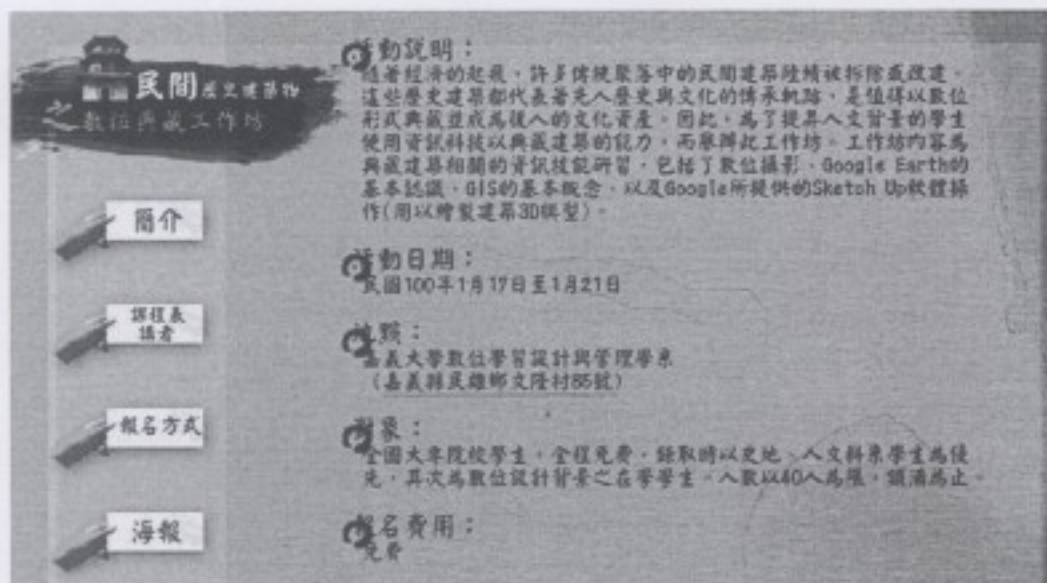 民間歷史建築物
之數位典藏工作坊
簡介
課程表
講者
報名方式
海報
活動說明：
隨著經濟的起飛，許多傳統聚落中的民間建築陸續被拆除或改建。
這些歷史建築都代表著先人歷史與文化的傳承軌跡，是值得以數位
形式典藏並成為後人的文化資產。因此，為了提昇人文背景的學生
使用資訊科技以典藏建築的能力，而舉辦此工作坊。工作坊內容為
典藏建築相關的資訊技能研習，包括了數位攝影、Google Earth的
基本認識、GIS的基本概念、以及Google所提供的Sketch Up軟體操
作(用以繪製建築3D模型)。
活動日期：
民國100年1月17日至1月21日
地點：
嘉義大學數位學習設計與管理學系
（嘉義縣民雄鄉文隆村85號）
對象：
全國大專院校學生，全程免費，錄取時以史地、人文科系學生為優
先，其次為數位設計背景之在學學生。人數以40人為限，額滿為止。
報名費用：
免費